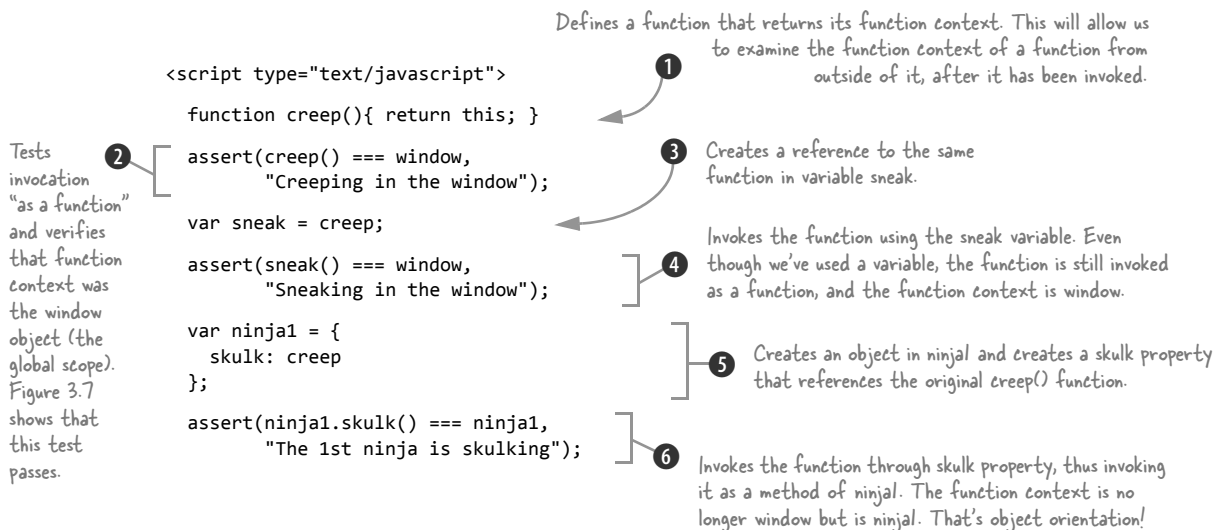 Defines a function that returns its function context. This will allow us
to examine the function context of a function from
outside of it, after it has been invoked.
1
<script type="text/javascript">
function creep(){ return this; }
Tests
invocation
"as a function"
and verifies
that function
context was
the window
object (the
global scope).
Figure 3.7
shows that
this test
passes.
2
assert(creep() === window,
"Creeping in the window");
3
Creates a reference to the same
function in variable sneak.
var sneak = creep;
assert(sneak() === window,
"Sneaking in the window");
4
Invokes the function using the sneak variable. Even
though we've used a variable, the function is still invoked
as a function, and the function context is window.
var ninja1 = {
skulk: creep
};
5
Creates an object in ninja1 and creates a skulk property
that references the original creep() function.
assert(ninja1.skulk() === ninja1,
"The 1st ninja is skulking");
6
Invokes the function through skulk property, thus invoking
it as a method of ninja1. The function context is no
longer window but is ninja1. That's object orientation!